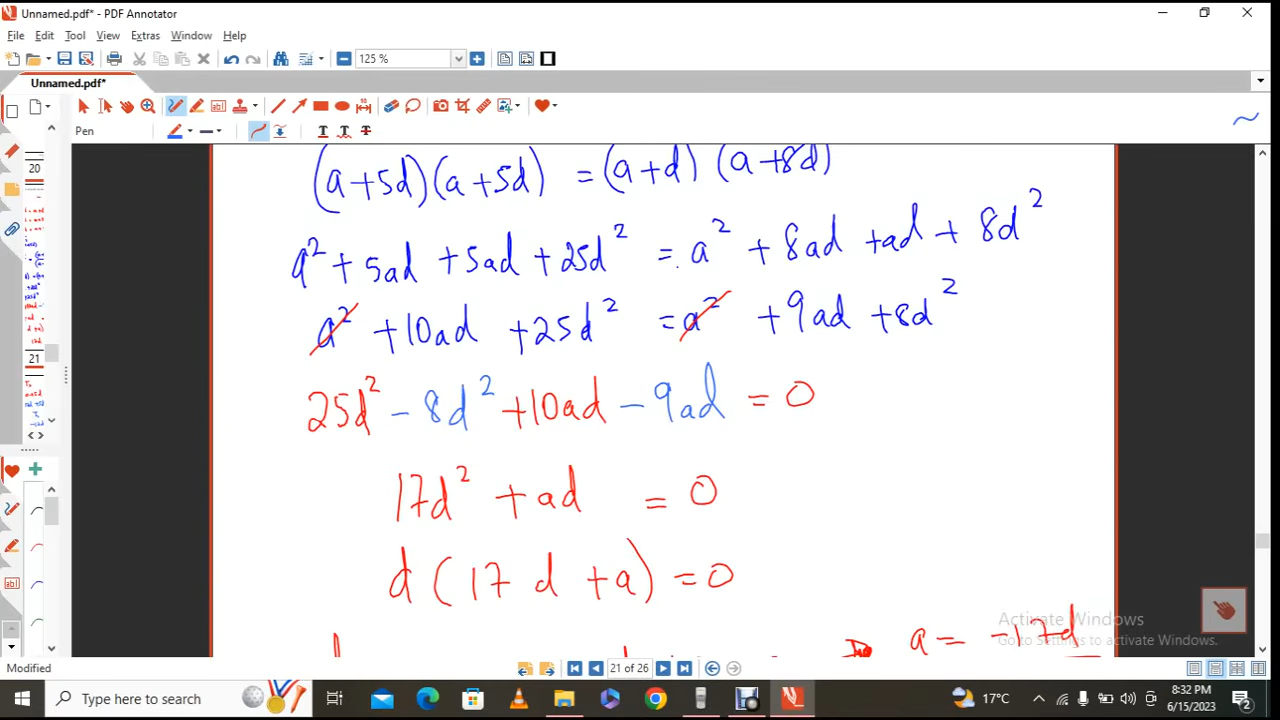 Unnamed.pdf* - PDF Annotator
File Edit Tool View Extras Window Help
125 %
Unnamed.pdf*
Pen
20
21
(a+5d)(a+5d) = (a+d) (a+8d)
a² + 5ad + 5ad + 25d² = a² + 8ad + ad + 8d²
a² + 10ad + 25d² = a² + 9ad + 8d²
25d² - 8d² + 10ad - 9ad = 0
17d² + ad = 0
d ( 17 d + a) = 0
a = -17d
Activate Windows
Go to Settings to activate Windows.
Modified
21 of 26
Type here to search
17°C
8:32 PM
6/15/2023
2